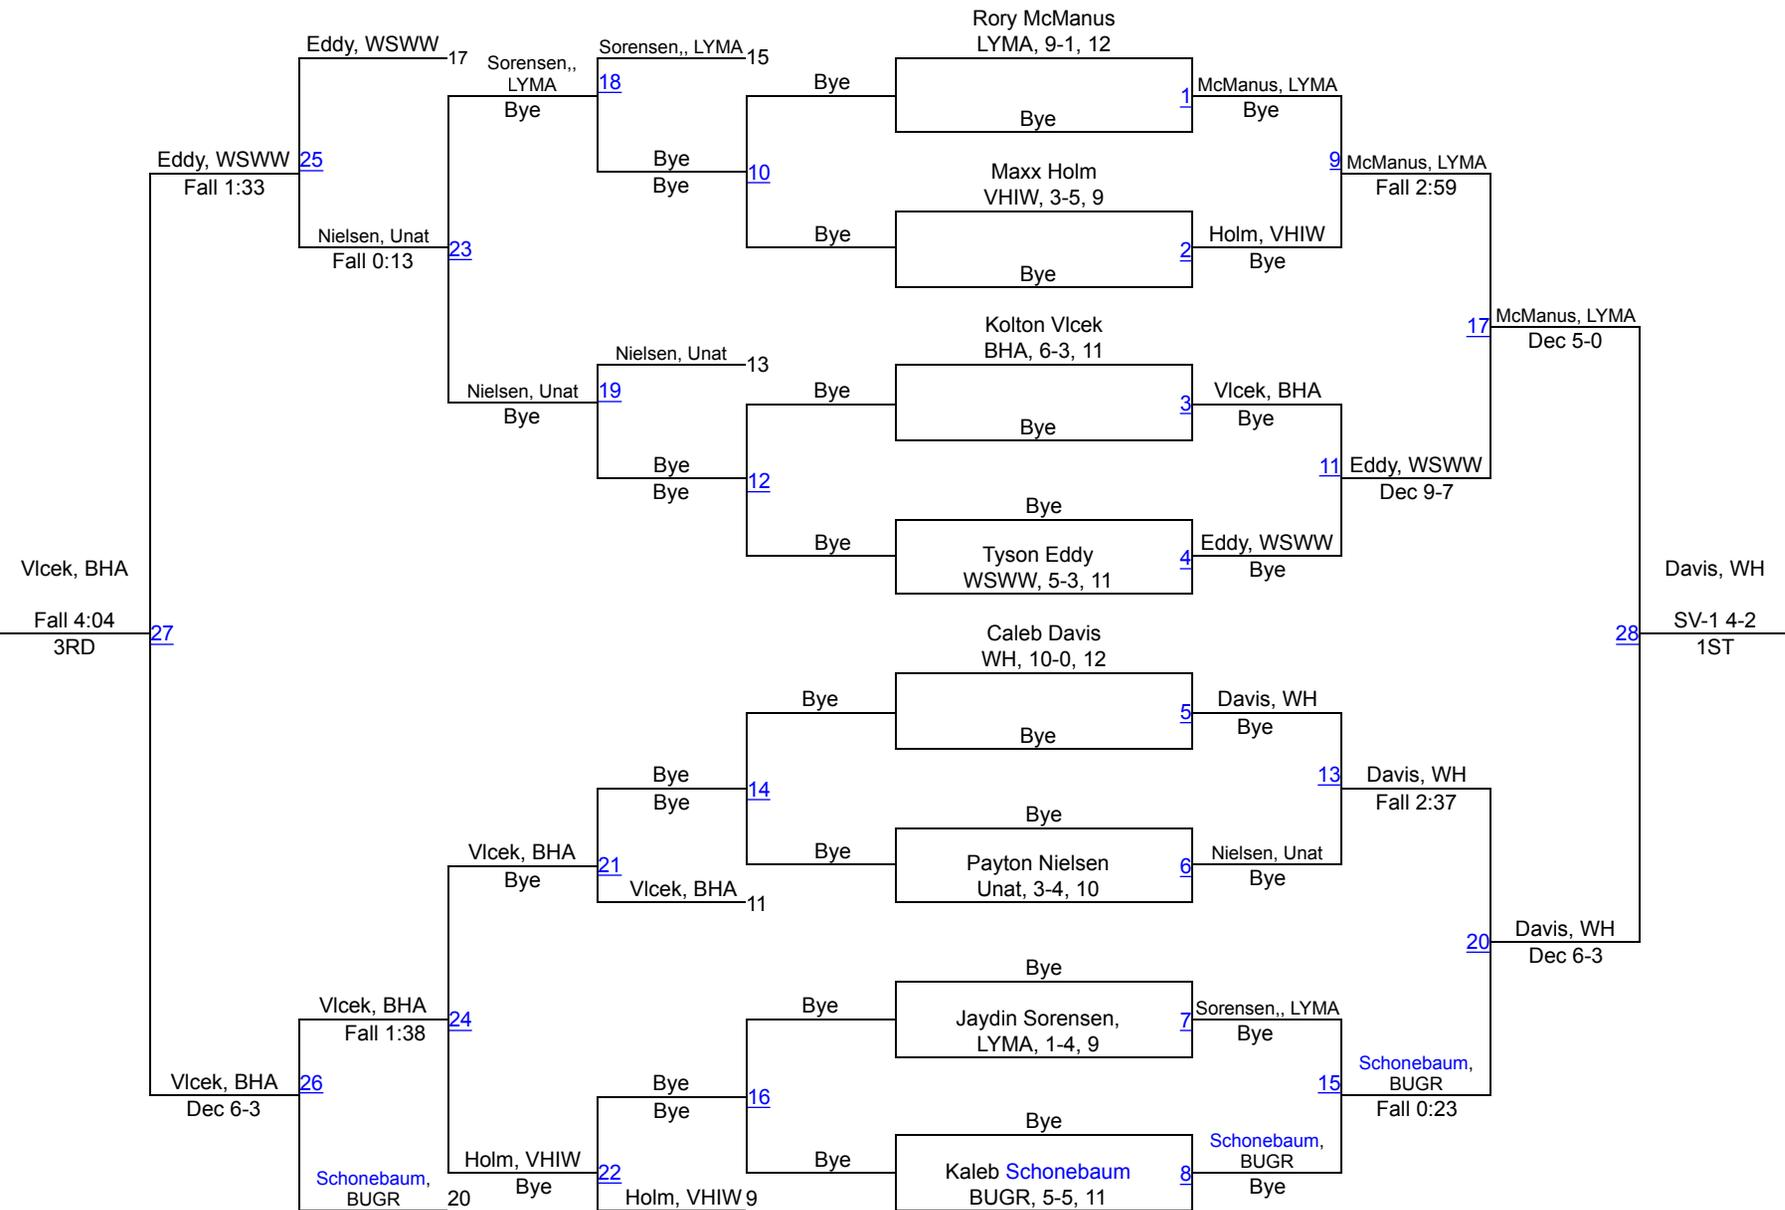 Rory McManus
LYMA, 9-1, 12
Eddy, WSWW
17
Sorensen,,
LYMA
Bye
Sorensen,, LYMA
15
18
Bye
Bye
1
McManus, LYMA
Bye
Eddy, WSWW
25
Fall 1:33
Bye
Bye
10
Maxx Holm
VHIW, 3-5, 9
9
McManus, LYMA
Fall 2:59
Nielsen, Unat
Fall 0:13
23
Bye
2
Bye
Holm, VHIW
Bye
Kolton Vlcek
BHA, 6-3, 11
17
McManus, LYMA
Dec 5-0
Nielsen, Unat
13
Nielsen, Unat
Bye
19
Bye
3
Bye
Vlcek, BHA
Bye
Bye
Bye
12
11
Eddy, WSWW
Dec 9-7
Bye
Bye
Tyson Eddy
WSWW, 5-3, 11
4
Eddy, WSWW
Bye
Vlcek, BHA
Fall 4:04
3RD
27
Davis, WH
28
SV-1 4-2
1ST
Caleb Davis
WH, 10-0, 12
Bye
5
Bye
Davis, WH
Bye
Bye
Bye
14
13
Davis, WH
Fall 2:37
Bye
Vlcek, BHA
Bye
21
Bye
Payton Nielsen
Unat, 3-4, 10
6
Nielsen, Unat
Bye
Vlcek, BHA
11
20
Davis, WH
Dec 6-3
Bye
Vlcek, BHA
Fall 1:38
24
Bye
Jaydin Sorensen,
LYMA, 1-4, 9
7
Sorensen,, LYMA
Bye
Vlcek, BHA
Dec 6-3
26
Bye
Bye
16
15
Schonebaum,
BUGR
Fall 0:23
Bye
Schonebaum,
BUGR
20
Holm, VHIW
Bye
22
Holm, VHIW
9
Bye
Kaleb Schonebaum
BUGR, 5-5, 11
8
Schonebaum,
BUGR
Bye